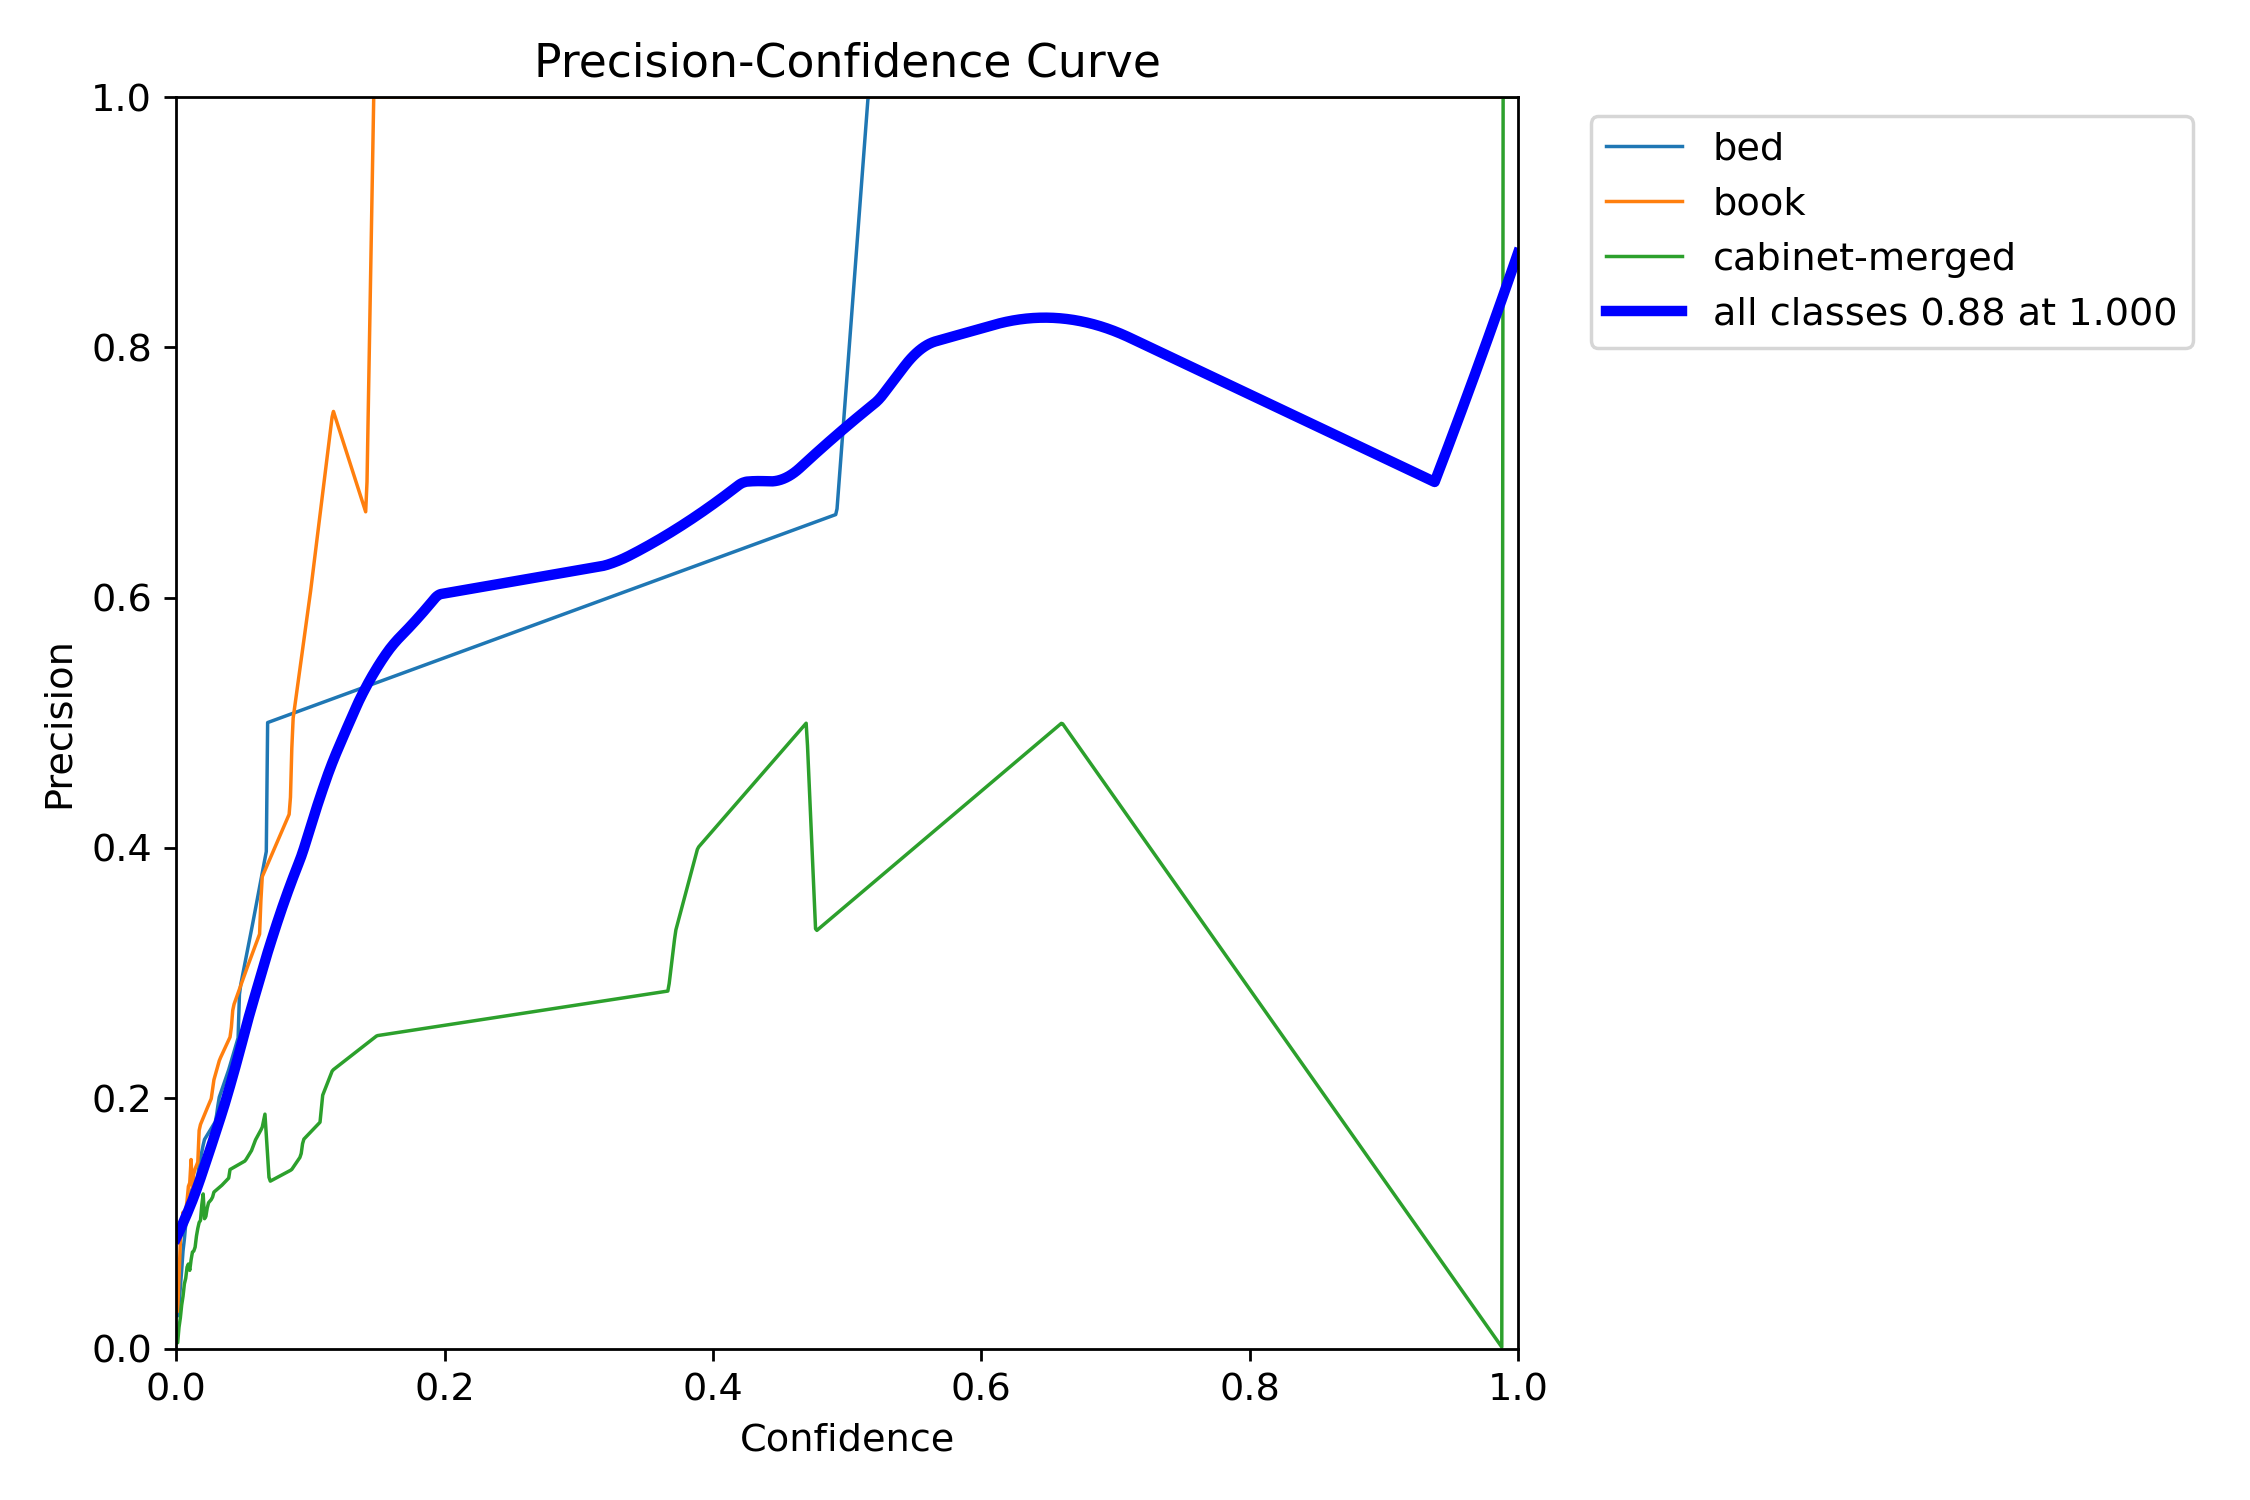 Precision-Confidence Curve
1.0
0.8
0.6
0.4
0.2
0.0
Precision
0.0 0.2 0.4 0.6 0.8 1.0
Confidence
bed
book
cabinet-merged
all classes 0.88 at 1.000